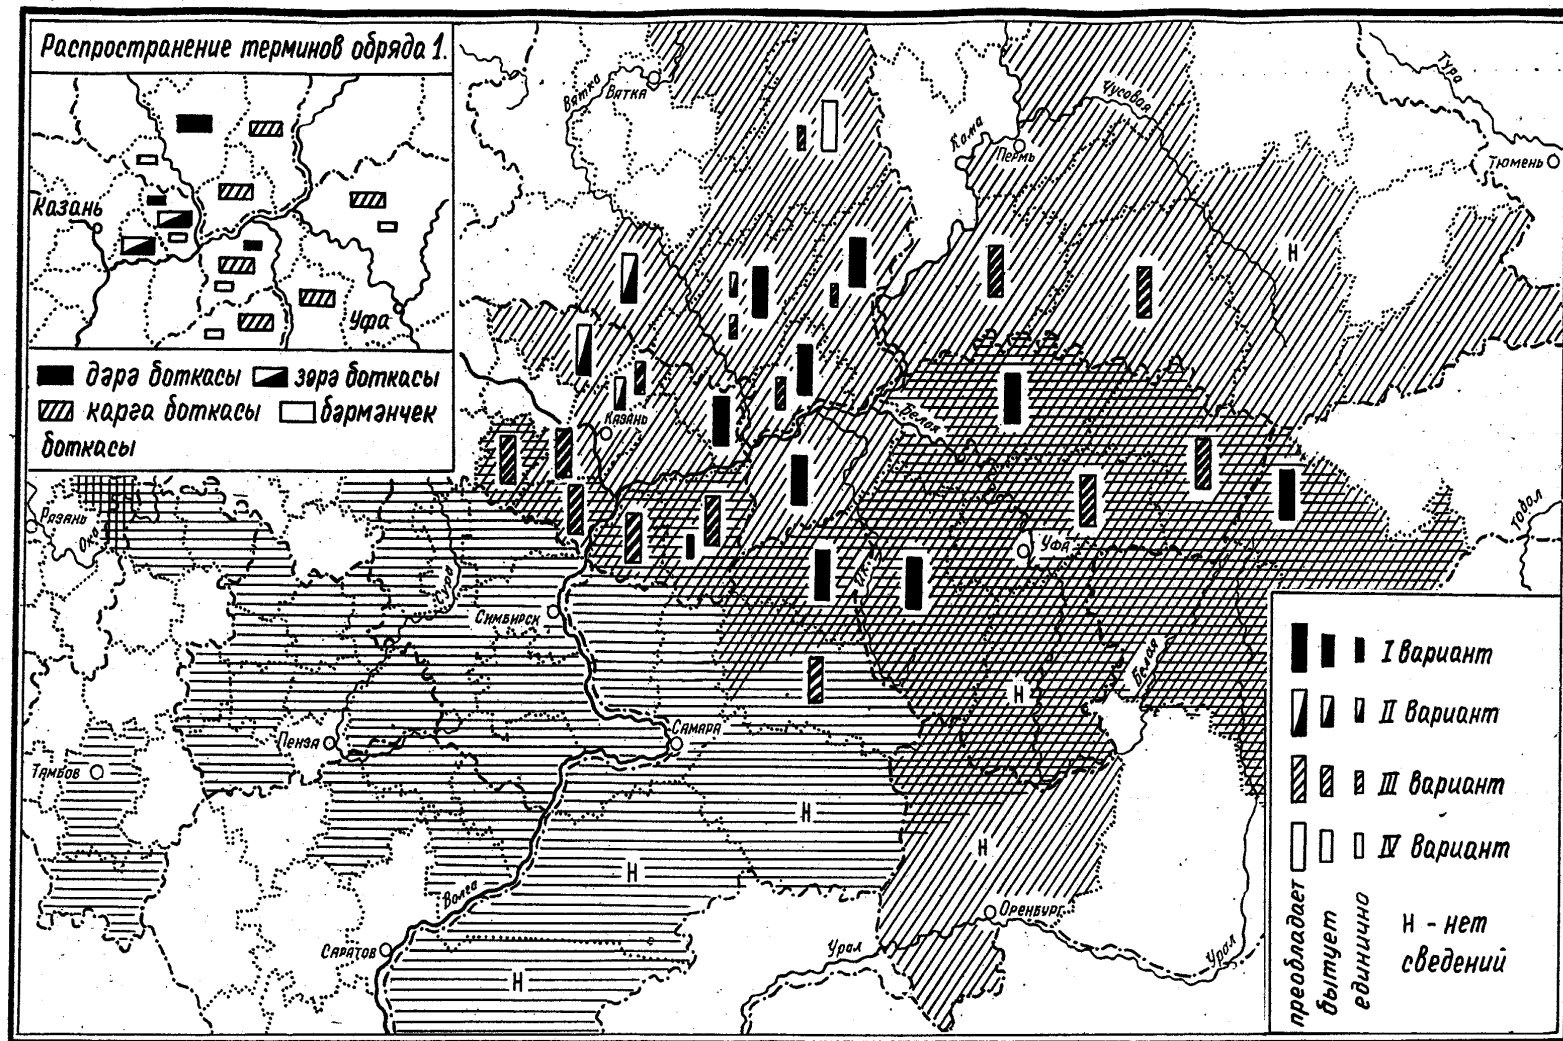 Распространение терминов обряда 1.
Казань
Уфа
дәрә боткасы
зәрә боткасы
карга боткасы
бәрмәнчек
боткасы
Вятка
Вятка
Кама
Пермь
Чусовая
Тура
Тюмень
Н
Казань
Белая
Рязань
Ока
Сура
Симбирск
Ик
Уфа
Тобол
Белая
Н
Пенза
Самара
Тамбов
Н
Н
Н
Волга
Саратов
Н
Оренбург
Урал
Урал
I вариант
II вариант
III вариант
IV вариант
преобладает
бытует
единично
Н - нет
сведений